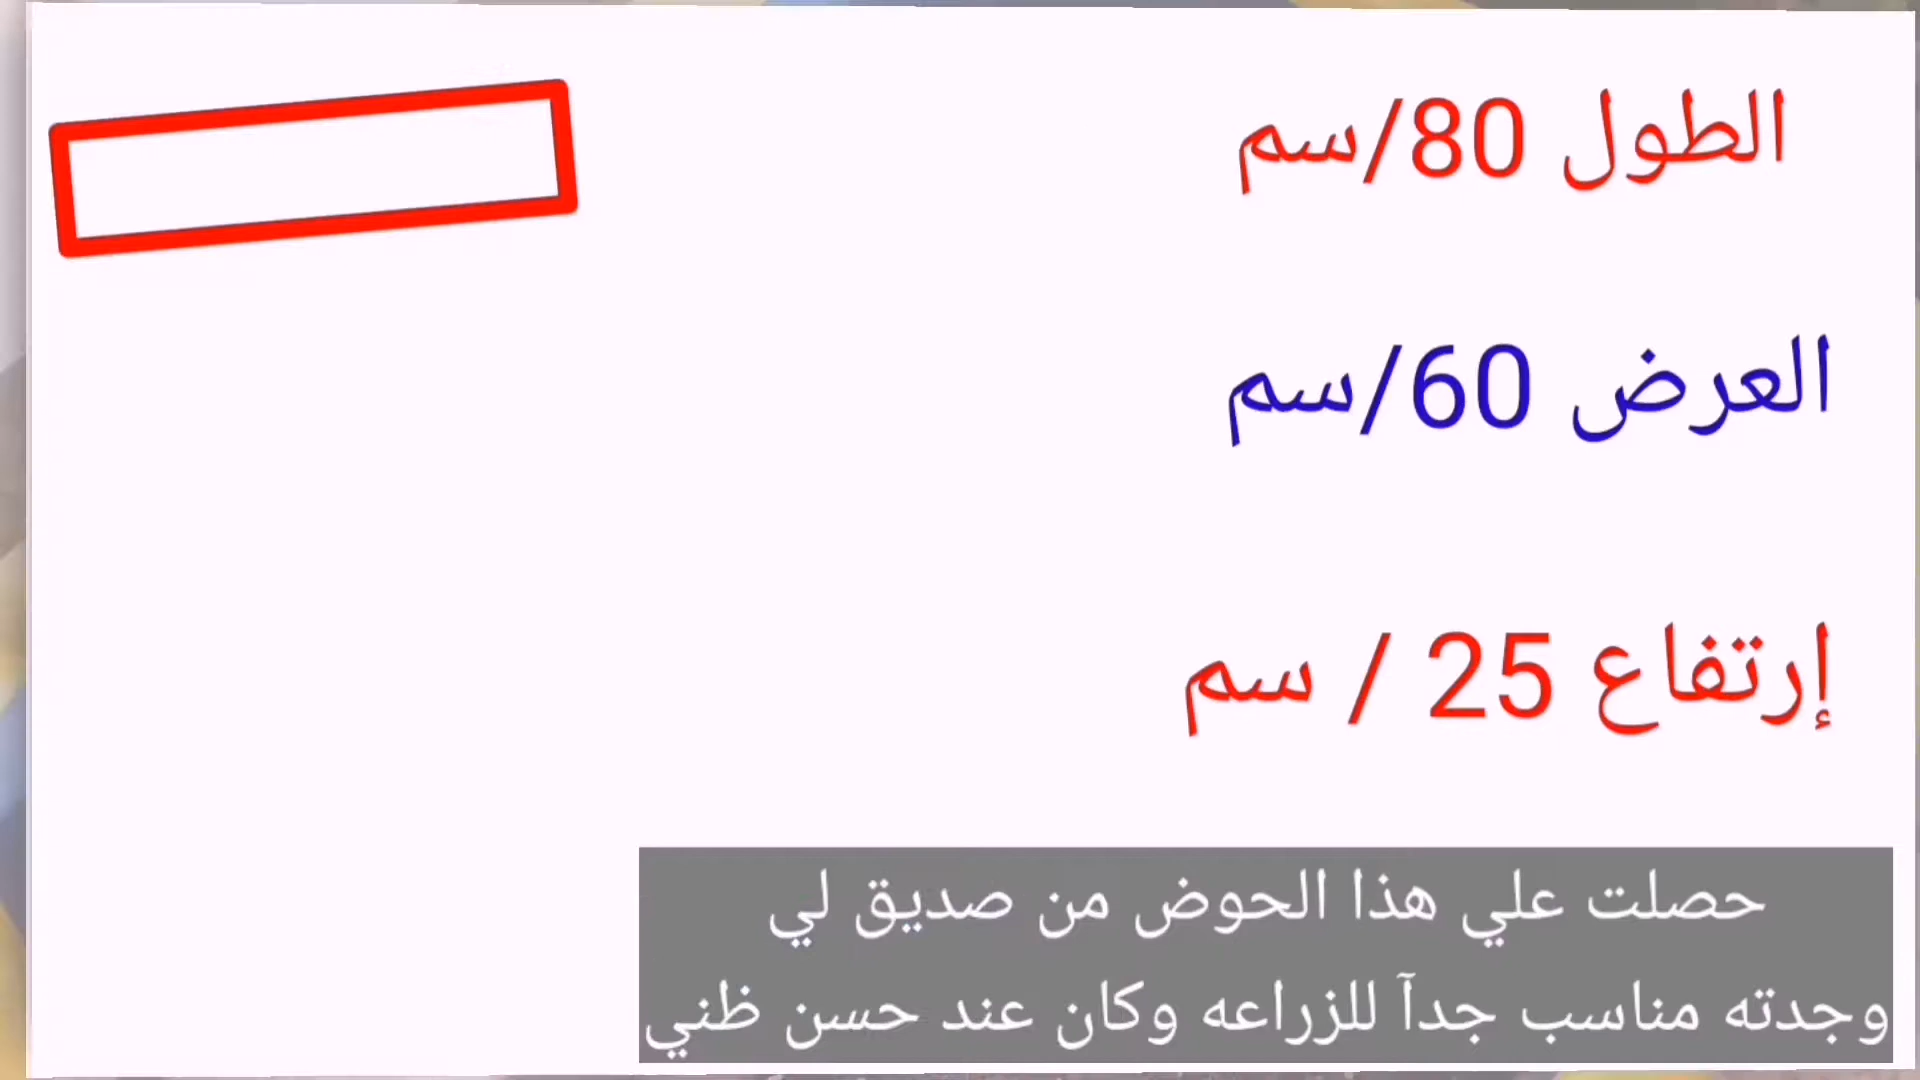 الطول 80/سم
العرض 60/سم
إرتفاع 25 / سم
حصلت علي هذا الحوض من صديق لي
وجدته مناسب جدآ للزراعه وكان عند حسن ظني